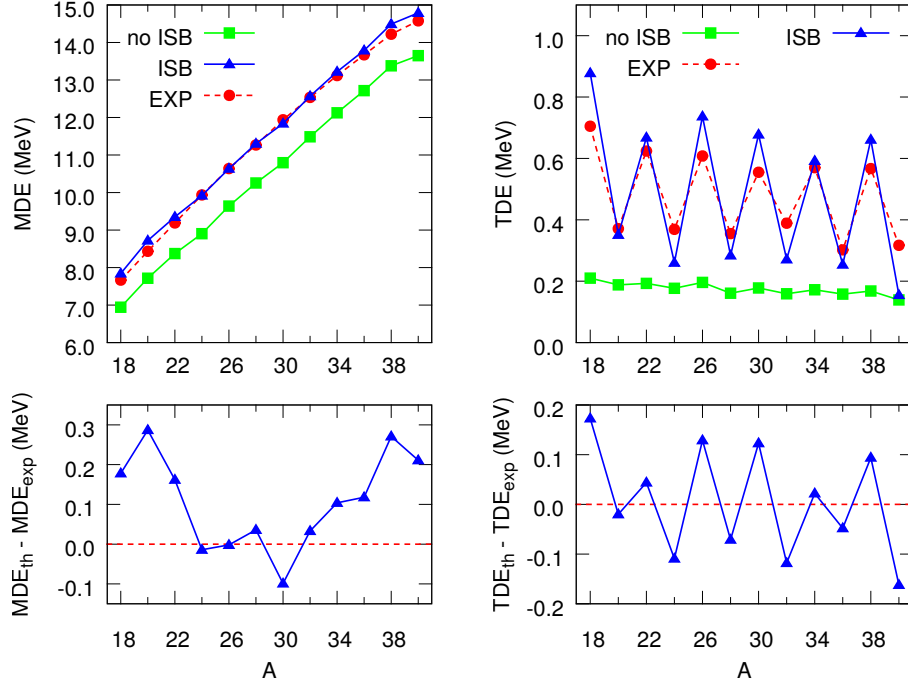 MDE (MeV)
15.0
14.0
13.0
12.0
11.0
10.0
9.0
8.0
7.0
6.0
no ISB
ISB
EXP
18 22 26 30 34 38
TDE (MeV)
1.0
0.8
0.6
0.4
0.2
0.0
no ISB ISB
EXP
18 22 26 30 34 38
MDE_th - MDE_exp (MeV)
0.3
0.2
0.1
0.0
-0.1
18 22 26 30 34 38
A
TDE_th - TDE_exp (MeV)
0.2
0.1
0.0
-0.1
-0.2
18 22 26 30 34 38
A